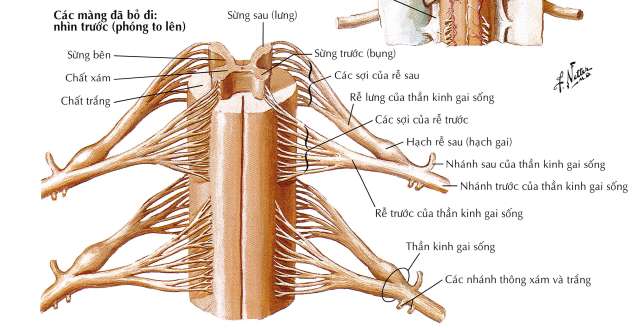 Các màng đã bỏ đi:
nhìn trước (phóng to lên)
Sừng sau (lưng)
Sừng bên
Chất xám
Chất trắng
Sừng trước (bụng)
Các sợi của rễ sau
Rễ lưng của thần kinh gai sống
Các sợi của rễ trước
Hạch rễ sau (hạch gai)
Nhánh sau của thần kinh gai sống
Nhánh trước của thần kinh gai sống
Rễ trước của thần kinh gai sống
Thần kinh gai sống
Các nhánh thông xám và trắng